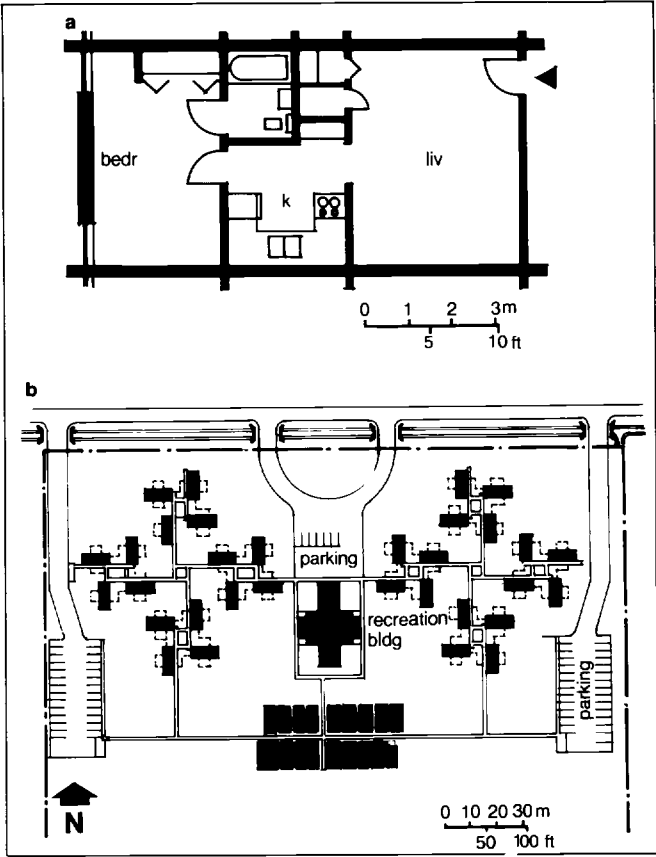 a
bedr
k
liv
0 1 2 3m
5 10 ft
b
parking
recreation
bldg
parking
N
0 10 20 30 m
50 100 ft